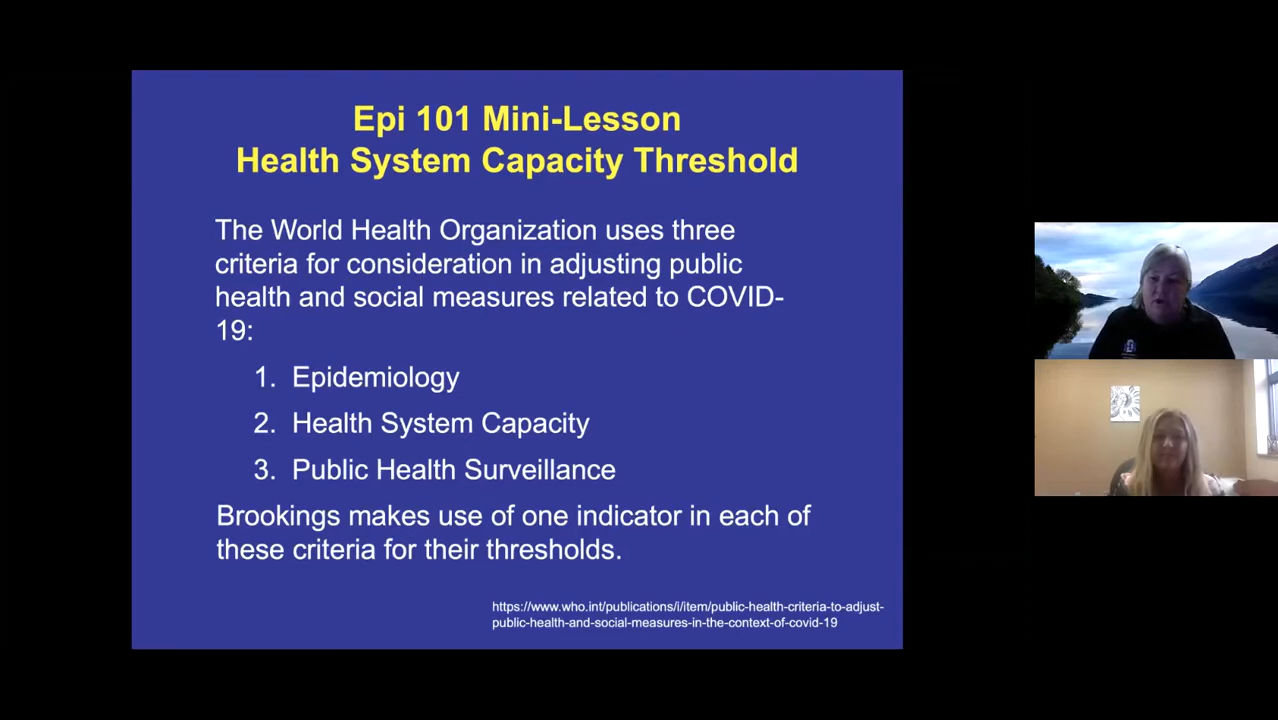 Epi 101 Mini-Lesson
Health System Capacity Threshold
The World Health Organization uses three
criteria for consideration in adjusting public
health and social measures related to COVID-
19:
1. Epidemiology
2. Health System Capacity
3. Public Health Surveillance
Brookings makes use of one indicator in each of
these criteria for their thresholds.
https://www.who.int/publications/i/item/public-health-criteria-to-adjust-
public-health-and-social-measures-in-the-context-of-covid-19